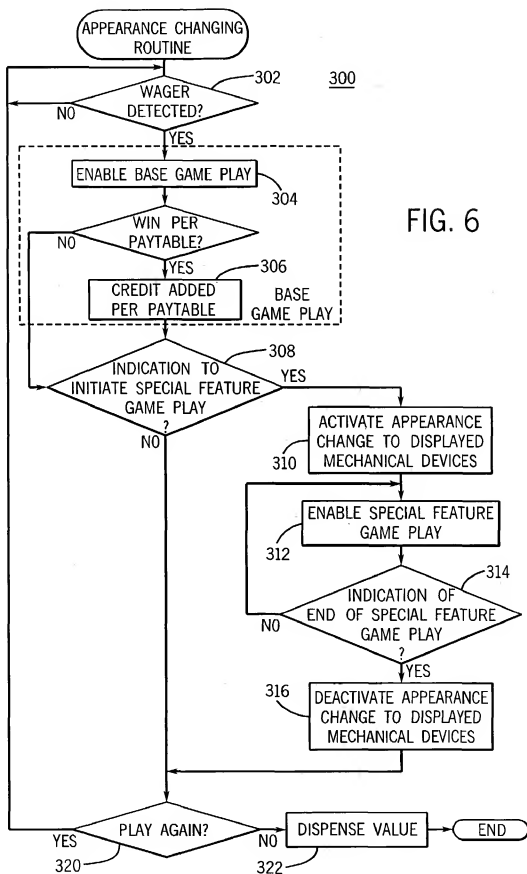 APPEARANCE CHANGING
ROUTINE
302
300
WAGER
DETECTED?
NO
YES
ENABLE BASE GAME PLAY
304
FIG. 6
WIN PER
PAYTABLE?
NO
YES
306
CREDIT ADDED
PER PAYTABLE
BASE
GAME PLAY
308
INDICATION TO
INITIATE SPECIAL FEATURE
GAME PLAY
?
YES
NO
ACTIVATE APPEARANCE
CHANGE TO DISPLAYED
MECHANICAL DEVICES
310
ENABLE SPECIAL FEATURE
GAME PLAY
312
314
INDICATION OF
END OF SPECIAL FEATURE
GAME PLAY
?
NO
YES
316
DEACTIVATE APPEARANCE
CHANGE TO DISPLAYED
MECHANICAL DEVICES
PLAY AGAIN?
YES
NO
320
DISPENSE VALUE
322
END